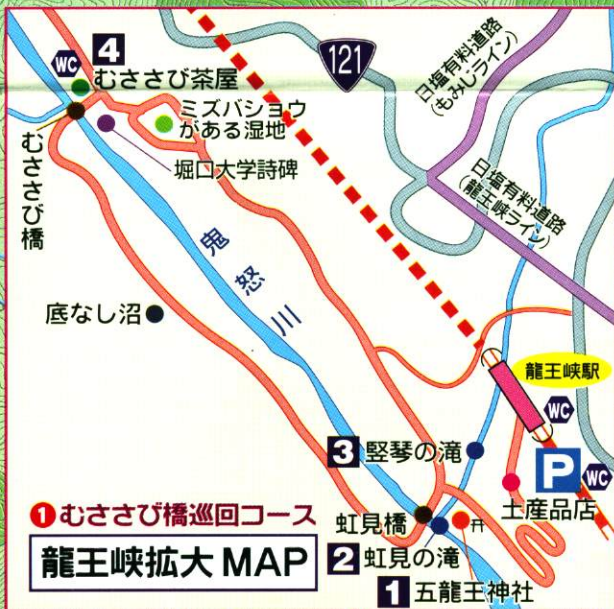 121
日塩有料道路
(もみじライン)
WC
4
むささび茶屋
ミズバショウ
がある湿地
堀口大学詩碑
むささび橋
日塩有料道路
(龍王峡ライン)
鬼怒川
底なし沼
龍王峡駅
WC
3 竪琴の滝
P
WC
土産品店
1 むささび橋巡回コース
虹見橋
龍王峡拡大 MAP
2 虹見の滝
1 五龍王神社